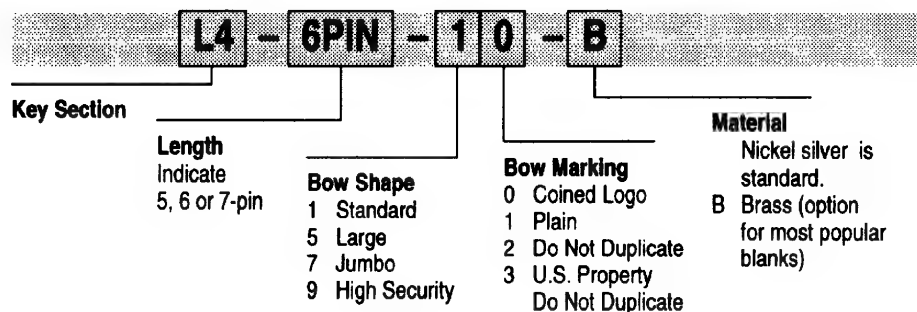 L4 - 6PIN - 1 0 - B
Key Section
Length
Indicate
5, 6 or 7-pin
Bow Shape
1 Standard
5 Large
7 Jumbo
9 High Security
Bow Marking
0 Coined Logo
1 Plain
2 Do Not Duplicate
3 U.S. Property
Do Not Duplicate
Material
Nickel silver is
standard.
B Brass (option
for most popular
blanks)